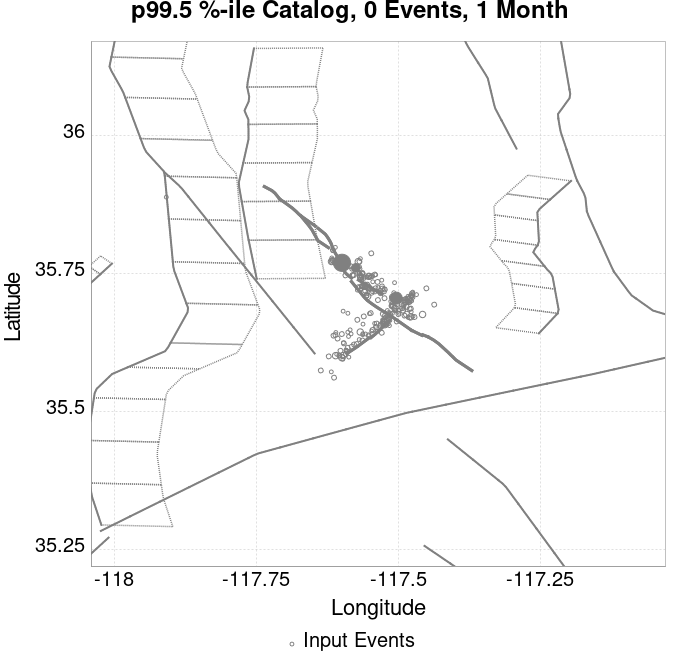 p99.5 %-ile Catalog, 0 Events, 1 Month
36
35.75
35.5
35.25
Latitude
-118 -117.75 -117.5 -117.25
Longitude
Input Events